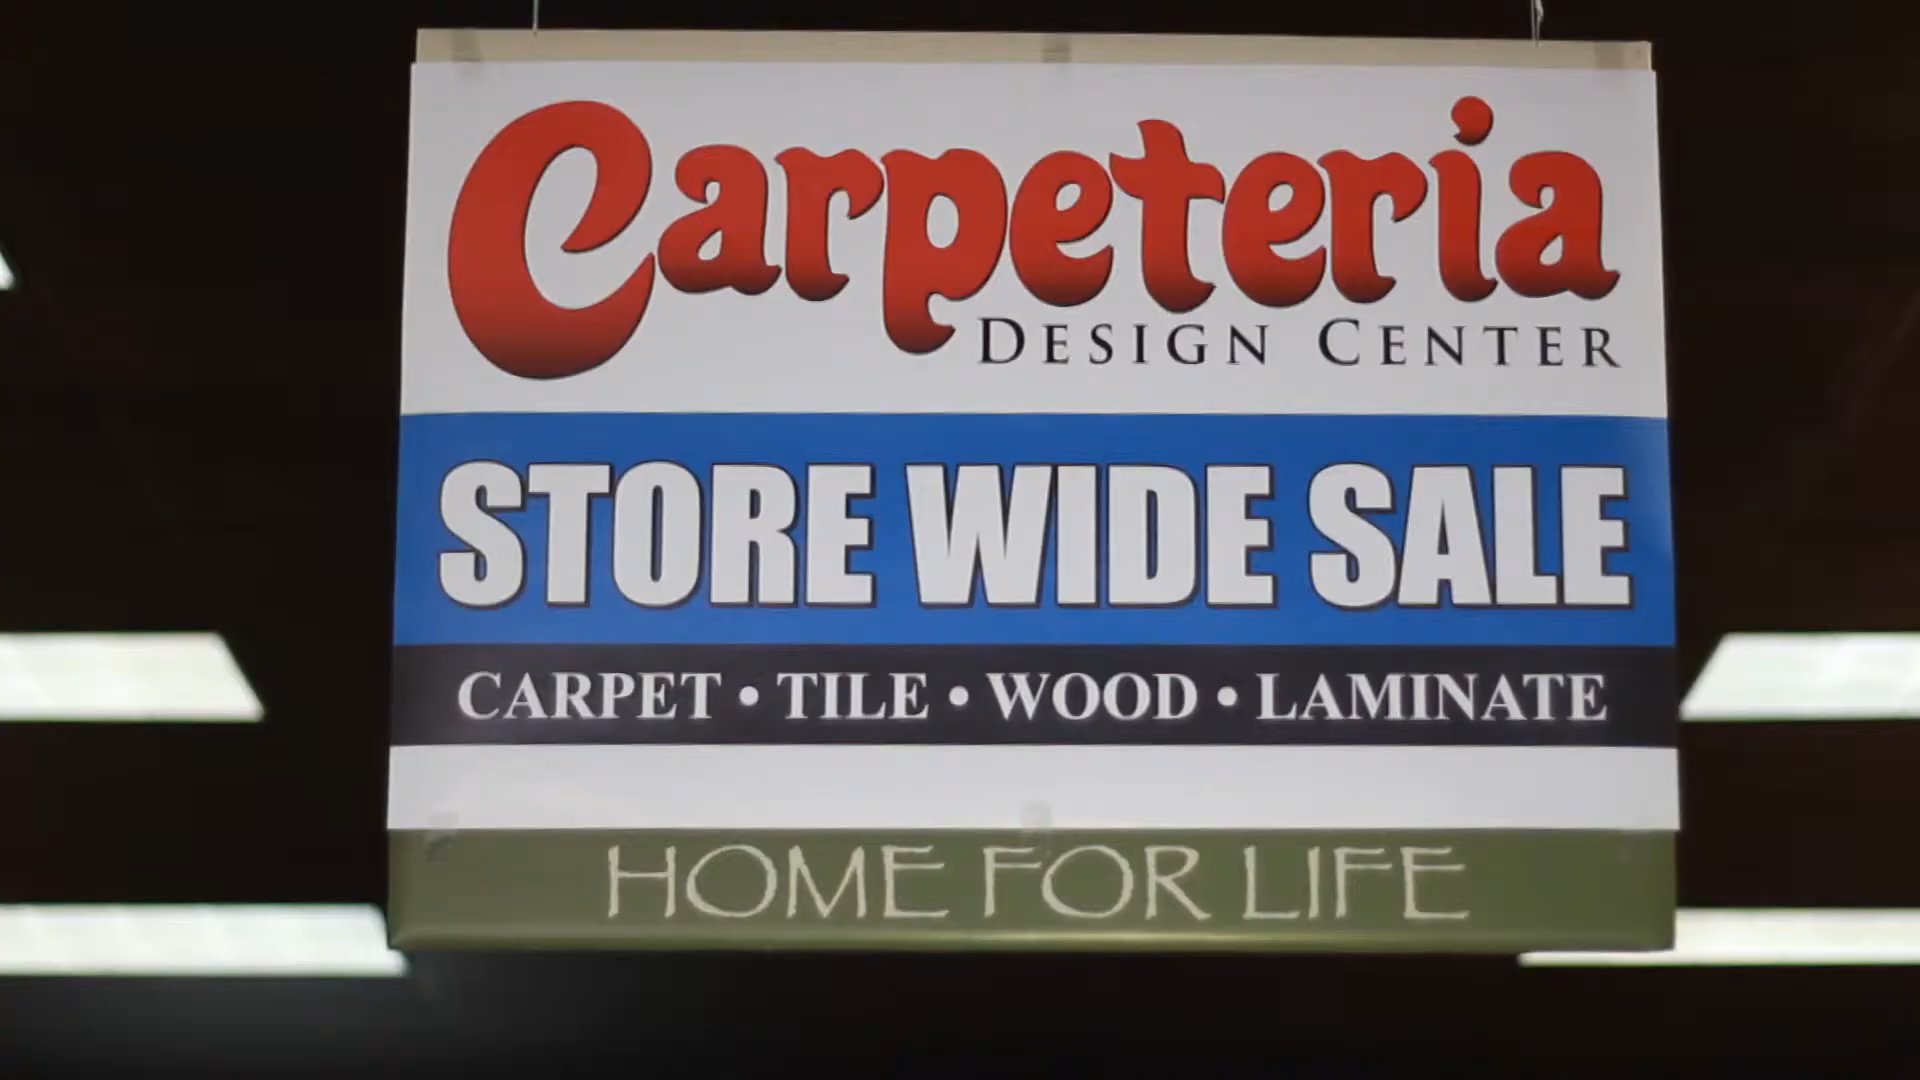 Carpeteria
DESIGN CENTER
STORE WIDE SALE
CARPET • TILE • WOOD • LAMINATE
HOME FOR LIFE